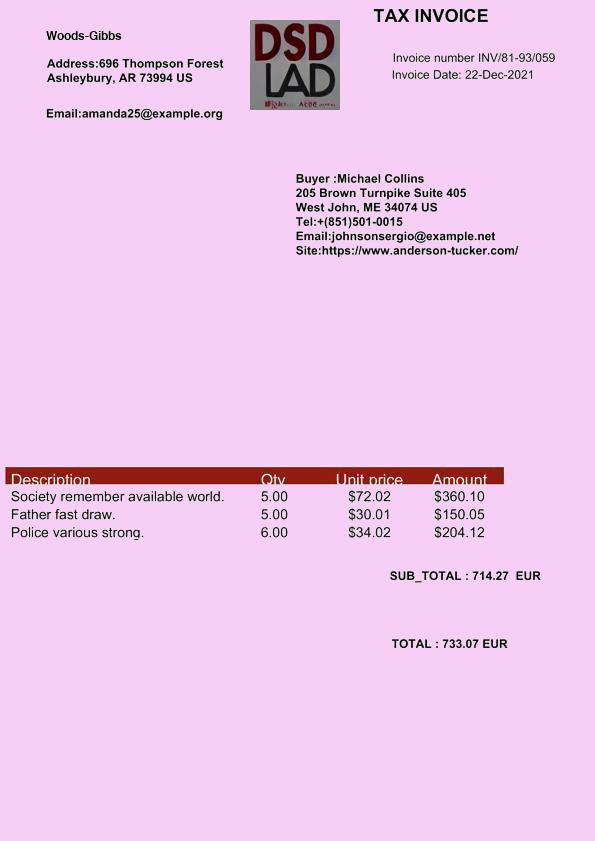 TAX INVOICE
Woods-Gibbs
Invoice number INV/81-93/059
Invoice Date: 22-Dec-2021
Address:696 Thompson Forest
Ashleybury, AR 73994 US
Email:amanda25@example.org
DSD
LAD
Buyer :Michael Collins
205 Brown Turnpike Suite 405
West John, ME 34074 US
Tel:+(851)501-0015
Email:johnsonsergio@example.net
Site:https://www.anderson-tucker.com/
Description Qty Unit price Amount
Society remember available world. 5.00 $72.02 $360.10
Father fast draw. 5.00 $30.01 $150.05
Police various strong. 6.00 $34.02 $204.12
SUB_TOTAL : 714.27 EUR
TOTAL : 733.07 EUR